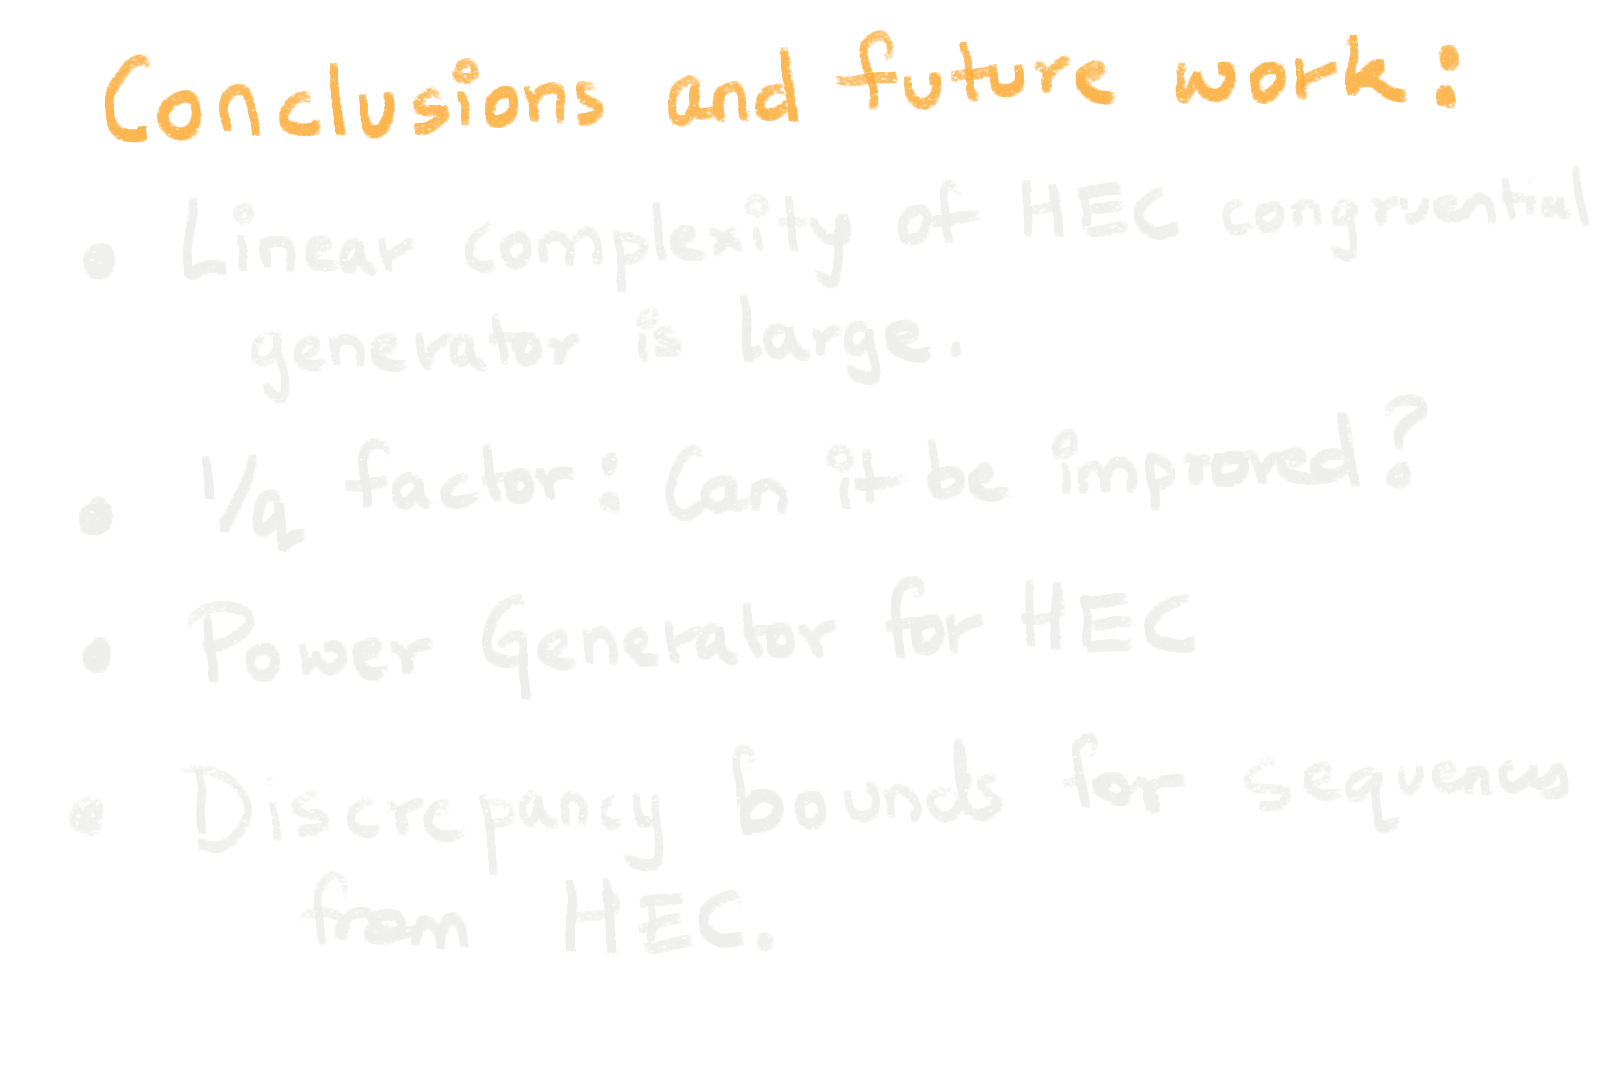 Conclusions and future work:
• Linear complexity of HEC congruential
generator is large.
• 1/q factor: Can it be improved?
• Power Generator for HEC
• Discrepancy bounds for sequences
from HEC.